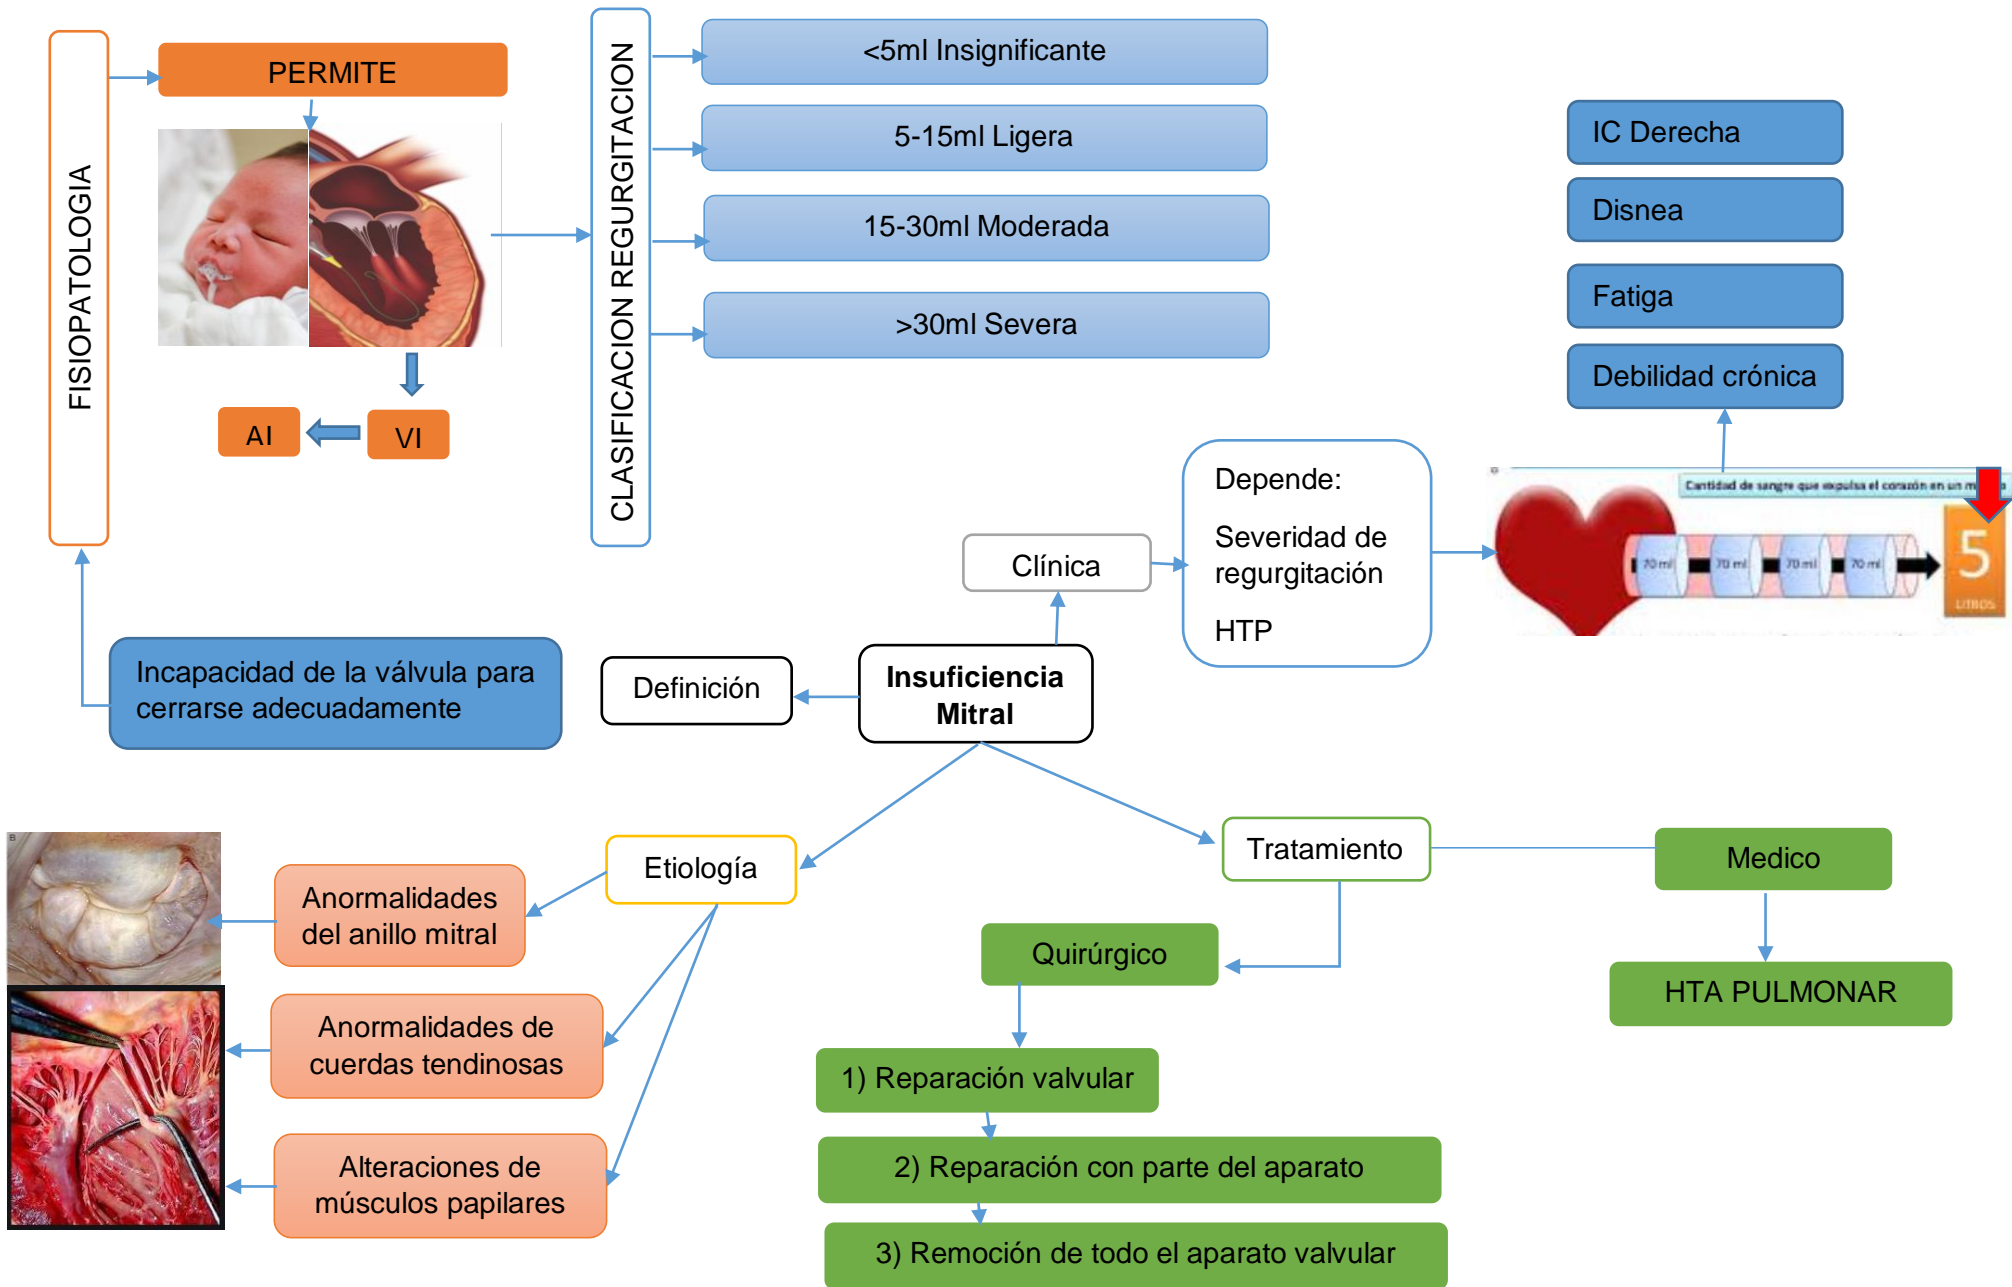 FISIOPATOLOGIA
PERMITE
AI
VI
CLASIFICACION REGURGITACION
<5ml Insignificante
5-15ml Ligera
15-30ml Moderada
>30ml Severa
IC Derecha
Disnea
Fatiga
Debilidad crónica
Depende:
Severidad de
regurgitación
HTP
Cantidad de sangre que expulsa el corazón en un
70 ml
70 ml
70 ml
70 ml
5
LITROS
Clínica
Insuficiencia
Mitral
Definición
Incapacidad de la válvula para
cerrarse adecuadamente
Etiología
B
Anormalidades
del anillo mitral
Anormalidades de
cuerdas tendinosas
Alteraciones de
músculos papilares
Tratamiento
Medico
HTA PULMONAR
Quirúrgico
1) Reparación valvular
2) Reparación con parte del aparato
3) Remoción de todo el aparato valvular